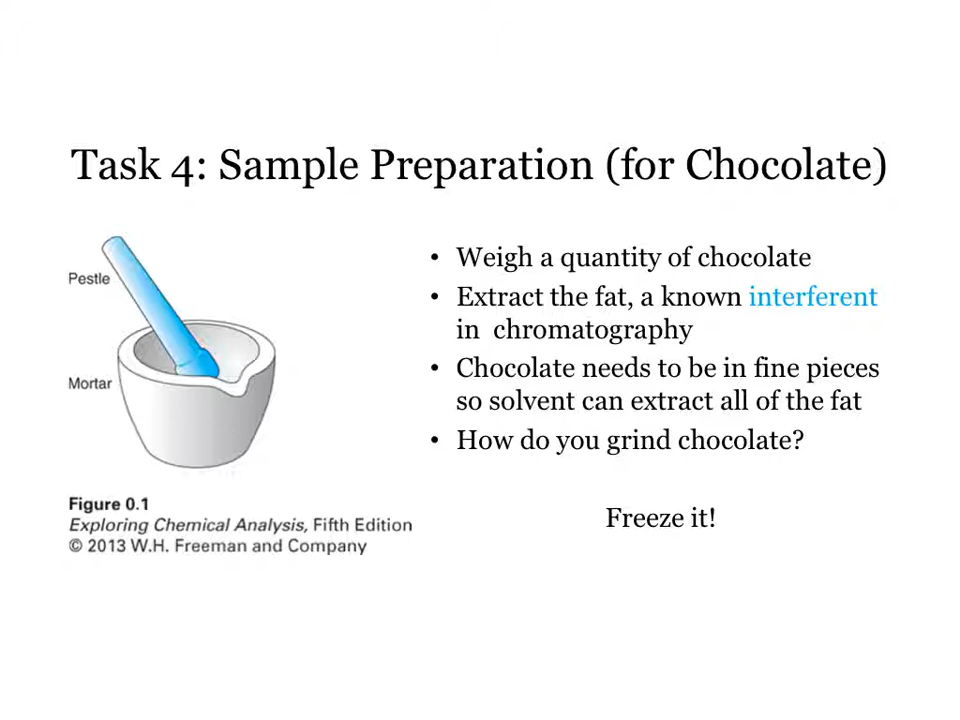 Task 4: Sample Preparation (for Chocolate)
Pestle
Mortar
Figure 0.1
Exploring Chemical Analysis, Fifth Edition
© 2013 W.H. Freeman and Company
• Weigh a quantity of chocolate
• Extract the fat, a known interferent
in chromatography
• Chocolate needs to be in fine pieces
so solvent can extract all of the fat
• How do you grind chocolate?
Freeze it!